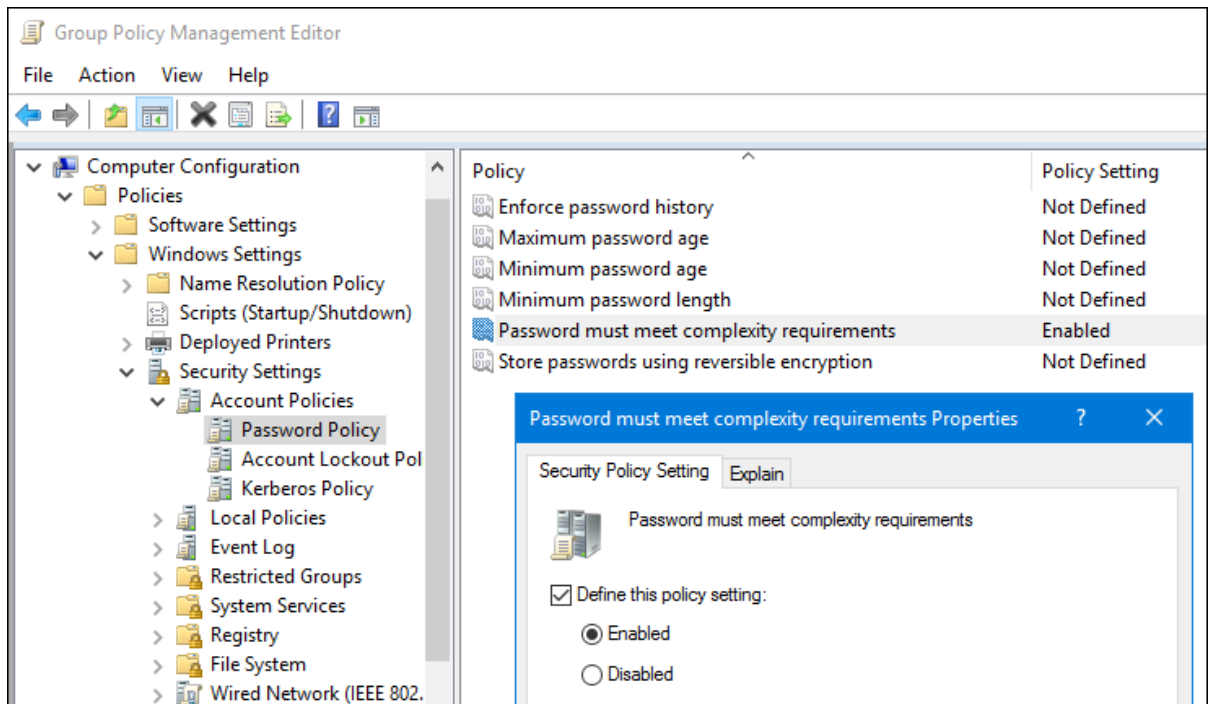 Group Policy Management Editor
File Action View Help
Computer Configuration
Policies
Software Settings
Windows Settings
Name Resolution Policy
Scripts (Startup/Shutdown)
Deployed Printers
Security Settings
Account Policies
Password Policy
Account Lockout Pol
Kerberos Policy
Local Policies
Event Log
Restricted Groups
System Services
Registry
File System
Wired Network (IEEE 802.
Policy Policy Setting
Enforce password history Not Defined
Maximum password age Not Defined
Minimum password age Not Defined
Minimum password length Not Defined
Password must meet complexity requirements Enabled
Store passwords using reversible encryption Not Defined
Password must meet complexity requirements Properties ?
Security Policy Setting Explain
Password must meet complexity requirements
Define this policy setting:
Enabled
Disabled